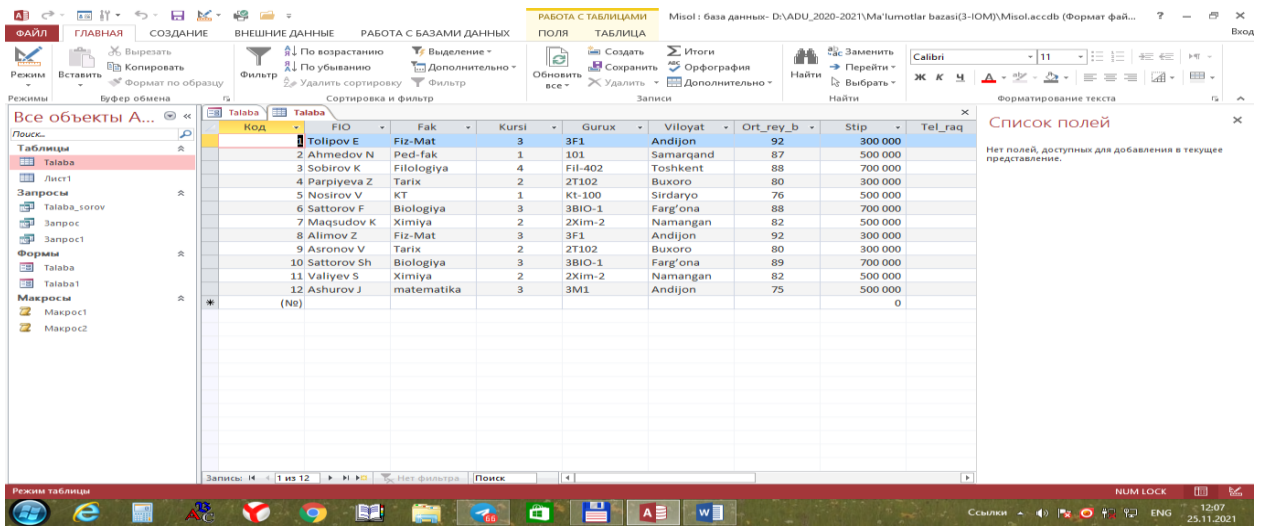 РАБОТА С ТАБЛИЦАМИ Misol : база данных- D:\ADU_2020-2021\Ma'lumotlar bazasi(3-IOM)\Misol.accdb (Формат фай... ?
ФАЙЛ ГЛАВНАЯ СОЗДАНИЕ ВНЕШНИЕ ДАННЫЕ РАБОТА С БАЗАМИ ДАННЫХ ПОЛЯ ТАБЛИЦА Вход
Режим
Вставить
Вырезать
Копировать
Формат по образцу
Фильтр
По возрастанию
По убыванию
Удалить сортировку
Выделение
Дополнительно
Фильтр
Обновить все
Создать
Сохранить
Удалить
Итоги
Орфография
Дополнительно
Найти
Заменить
Перейти
Выбрать
Calibri 11
Ж К Ч
Режимы Буфер обмена Сортировка и фильтр Записи Найти Форматирование текста
Все объекты A... «
Поиск...
Таблицы
Talaba
Лист1
Запросы
Talaba_sorov
Запрос
Запрос1
Формы
Talaba
Talaba1
Макросы
Макрос1
Макрос2
Talaba Talaba
Код FIO Fak Kursi Gurux Viloyat Ort_rey_b Stip Tel_raq
1 Tolipov E Fiz-Mat 3 3F1 Andijon 92 300 000
2 Ahmedov N Ped-fak 1 101 Samarqand 87 500 000
3 Sobirov K Filologiya 4 Fil-402 Toshkent 88 700 000
4 Parpiyeva Z Tarix 2 2T102 Buxoro 80 300 000
5 Nosirov V KT 1 Kt-100 Sirdaryo 76 500 000
6 Sattorov F Biologiya 3 3BIO-1 Farg'ona 88 700 000
7 Maqsudov K Ximiya 2 2Xim-2 Namangan 82 500 000
8 Alimov Z Fiz-Mat 3 3F1 Andijon 92 300 000
9 Asronov V Tarix 2 2T102 Buxoro 80 300 000
10 Sattorov Sh Biologiya 3 3BIO-1 Farg'ona 89 700 000
11 Valiyev S Ximiya 2 2Xim-2 Namangan 82 500 000
12 Ashurov J matematika 3 3M1 Andijon 75 500 000
(№) 0
Запись: 1 из 12 Нет фильтра Поиск
Список полей
Нет полей, доступных для добавления в текущее
представление.
Режим таблицы NUM LOCK
Ссылки ENG 12:07
25.11.2021